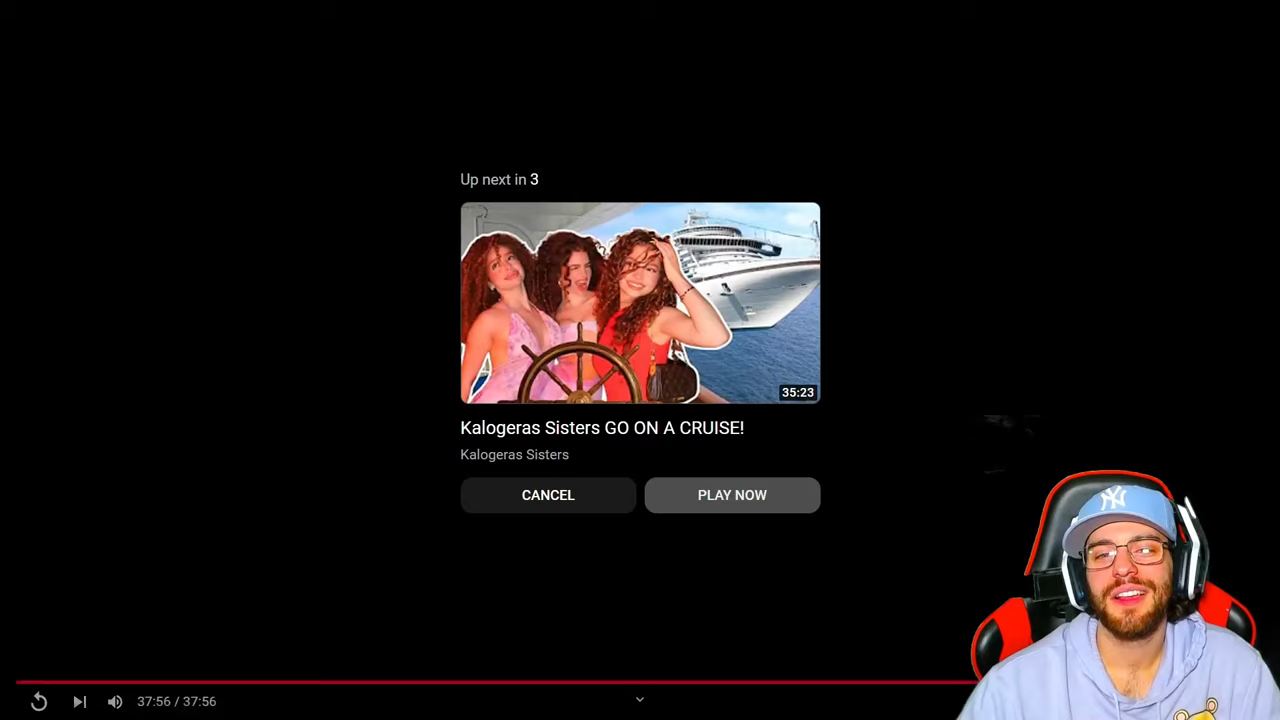 Up next in 3
35:23
Kalogeras Sisters GO ON A CRUISE!
Kalogeras Sisters
CANCEL
PLAY NOW
NY
37:56 / 37:56